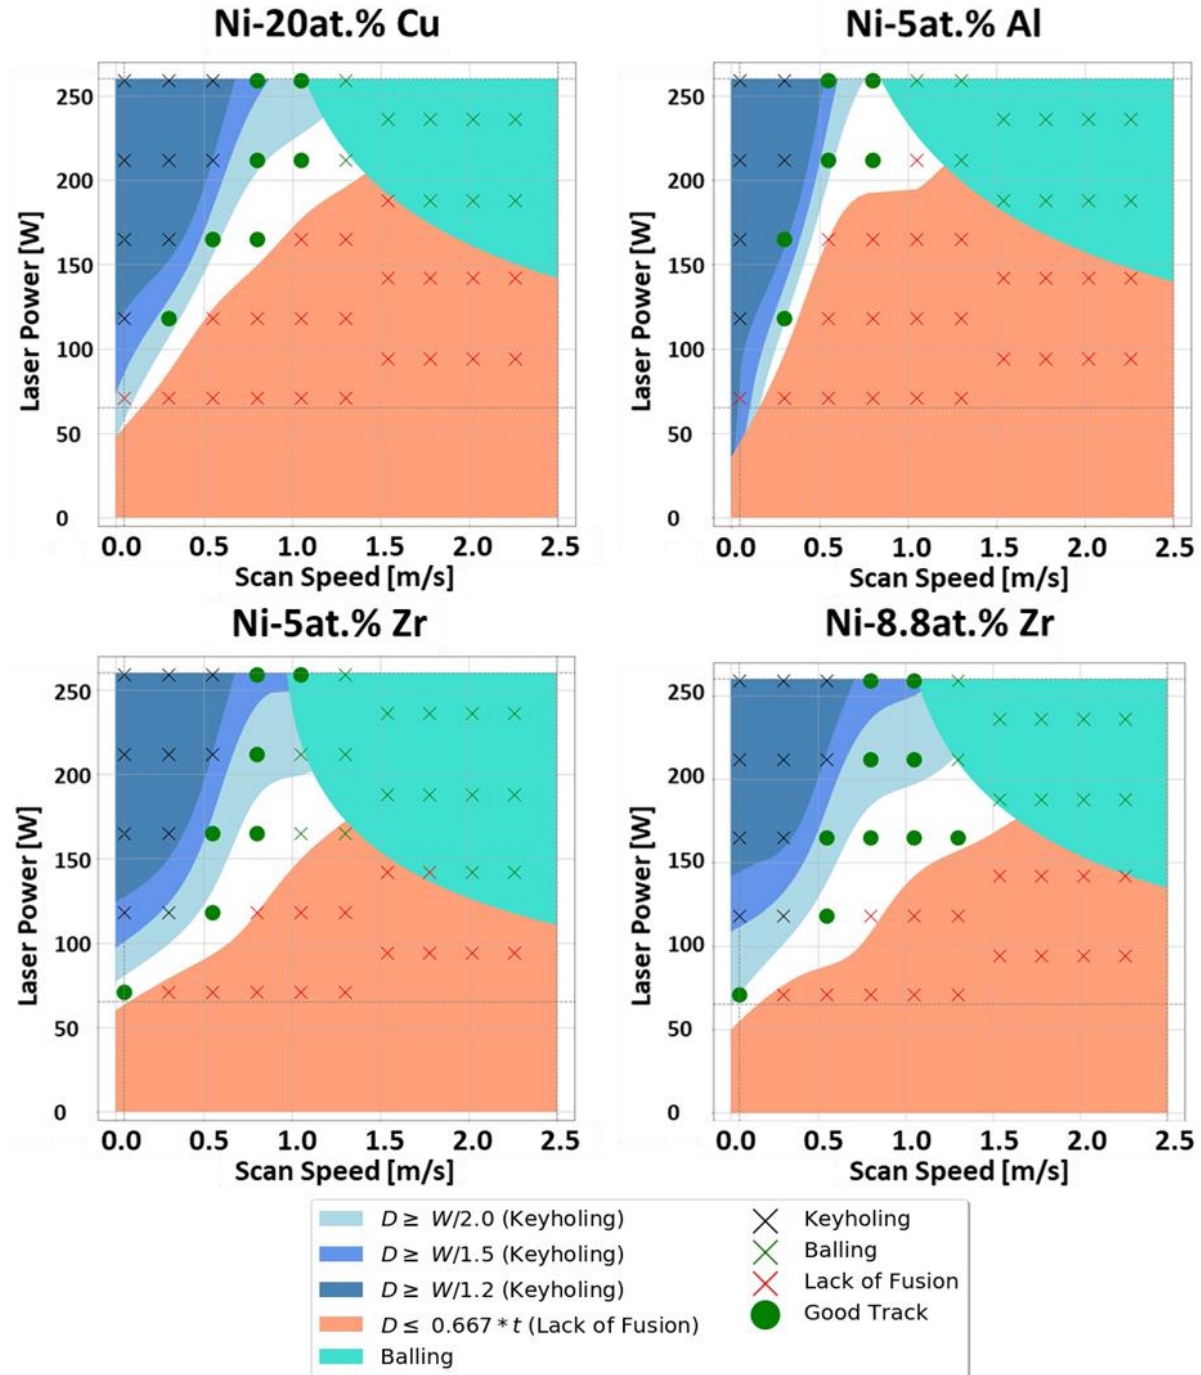 Ni-20at.% Cu
Laser Power [W]
250
200
150
100
50
0
0.0 0.5 1.0 1.5 2.0 2.5
Scan Speed [m/s]
Ni-5at.% Al
Laser Power [W]
250
200
150
100
50
0
0.0 0.5 1.0 1.5 2.0 2.5
Scan Speed [m/s]
Ni-5at.% Zr
Laser Power [W]
250
200
150
100
50
0
0.0 0.5 1.0 1.5 2.0 2.5
Scan Speed [m/s]
Ni-8.8at.% Zr
Laser Power [W]
250
200
150
100
50
0
0.0 0.5 1.0 1.5 2.0 2.5
Scan Speed [m/s]
D ≥ W/2.0 (Keyholing)
D ≥ W/1.5 (Keyholing)
D ≥ W/1.2 (Keyholing)
D ≤ 0.667 * t (Lack of Fusion)
Balling
Keyholing
Balling
Lack of Fusion
Good Track